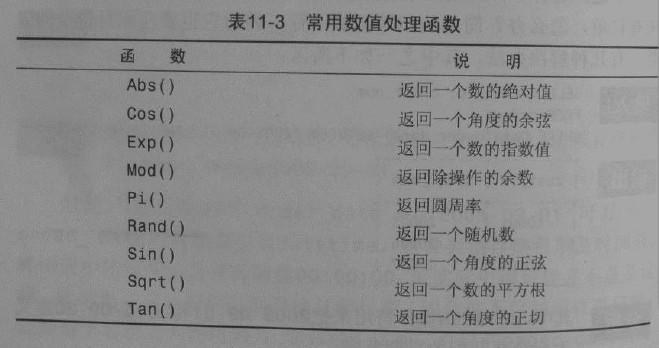 表11-3 常用数值处理函数
函 数 说 明
Abs() 返回一个数的绝对值
Cos() 返回一个角度的余弦
Exp() 返回一个数的指数值
Mod() 返回除操作的余数
Pi() 返回圆周率
Rand() 返回一个随机数
Sin() 返回一个角度的正弦
Sqrt() 返回一个数的平方根
Tan() 返回一个角度的正切